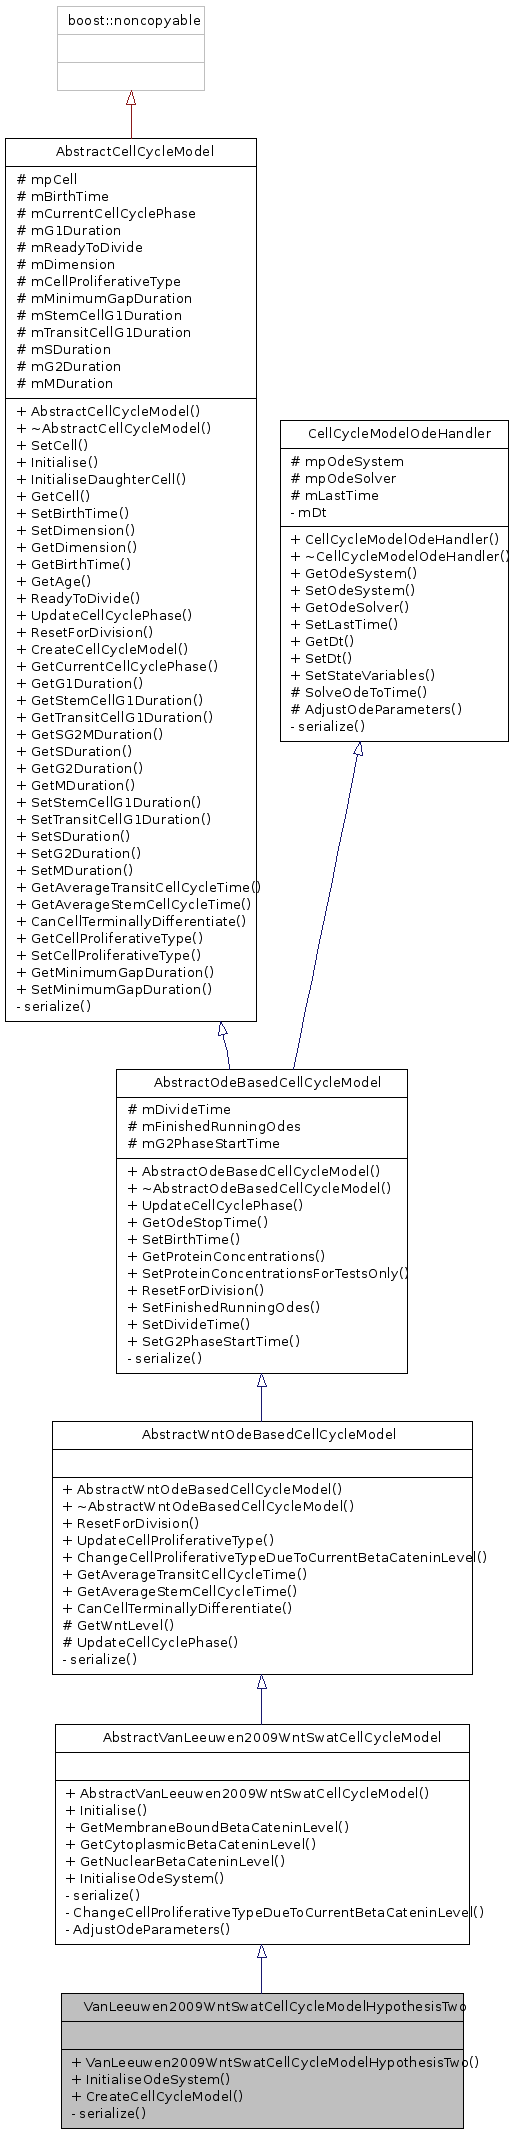 boost::noncopyable
AbstractCellCycleModel
# mpCell
# mBirthTime
# mCurrentCellCyclePhase
# mG1Duration
# mReadyToDivide
# mDimension
# mCellProliferativeType
# mMinimumGapDuration
# mStemCellG1Duration
# mTransitCellG1Duration
# mSDuration
# mG2Duration
# mMDuration
+ AbstractCellCycleModel()
+ ~AbstractCellCycleModel()
+ SetCell()
+ Initialise()
+ InitialiseDaughterCell()
+ GetCell()
+ SetBirthTime()
+ SetDimension()
+ GetDimension()
+ GetBirthTime()
+ GetAge()
+ ReadyToDivide()
+ UpdateCellCyclePhase()
+ ResetForDivision()
+ CreateCellCycleModel()
+ GetCurrentCellCyclePhase()
+ GetG1Duration()
+ GetStemCellG1Duration()
+ GetTransitCellG1Duration()
+ GetSG2MDuration()
+ GetSDuration()
+ GetG2Duration()
+ GetMDuration()
+ SetStemCellG1Duration()
+ SetTransitCellG1Duration()
+ SetSDuration()
+ SetG2Duration()
+ SetMDuration()
+ GetAverageTransitCellCycleTime()
+ GetAverageStemCellCycleTime()
+ CanCellTerminallyDifferentiate()
+ GetCellProliferativeType()
+ SetCellProliferativeType()
+ GetMinimumGapDuration()
+ SetMinimumGapDuration()
- serialize()
CellCycleModelOdeHandler
# mpOdeSystem
# mpOdeSolver
# mLastTime
- mDt
+ CellCycleModelOdeHandler()
+ ~CellCycleModelOdeHandler()
+ GetOdeSystem()
+ SetOdeSystem()
+ GetOdeSolver()
+ SetLastTime()
+ GetDt()
+ SetDt()
+ SetStateVariables()
# SolveOdeToTime()
# AdjustOdeParameters()
- serialize()
AbstractOdeBasedCellCycleModel
# mDivideTime
# mFinishedRunningOdes
# mG2PhaseStartTime
+ AbstractOdeBasedCellCycleModel()
+ ~AbstractOdeBasedCellCycleModel()
+ UpdateCellCyclePhase()
+ GetOdeStopTime()
+ SetBirthTime()
+ GetProteinConcentrations()
+ SetProteinConcentrationsForTestsOnly()
+ ResetForDivision()
+ SetFinishedRunningOdes()
+ SetDivideTime()
+ SetG2PhaseStartTime()
- serialize()
AbstractWntOdeBasedCellCycleModel
+ AbstractWntOdeBasedCellCycleModel()
+ ~AbstractWntOdeBasedCellCycleModel()
+ ResetForDivision()
+ UpdateCellProliferativeType()
+ ChangeCellProliferativeTypeDueToCurrentBetaCateninLevel()
+ GetAverageTransitCellCycleTime()
+ GetAverageStemCellCycleTime()
+ CanCellTerminallyDifferentiate()
# GetWntLevel()
# UpdateCellCyclePhase()
- serialize()
AbstractVanLeeuwen2009WntSwatCellCycleModel
+ AbstractVanLeeuwen2009WntSwatCellCycleModel()
+ Initialise()
+ GetMembraneBoundBetaCateninLevel()
+ GetCytoplasmicBetaCateninLevel()
+ GetNuclearBetaCateninLevel()
+ InitialiseOdeSystem()
- serialize()
- ChangeCellProliferativeTypeDueToCurrentBetaCateninLevel()
- AdjustOdeParameters()
VanLeeuwen2009WntSwatCellCycleModelHypothesisTwo
+ VanLeeuwen2009WntSwatCellCycleModelHypothesisTwo()
+ InitialiseOdeSystem()
+ CreateCellCycleModel()
- serialize()